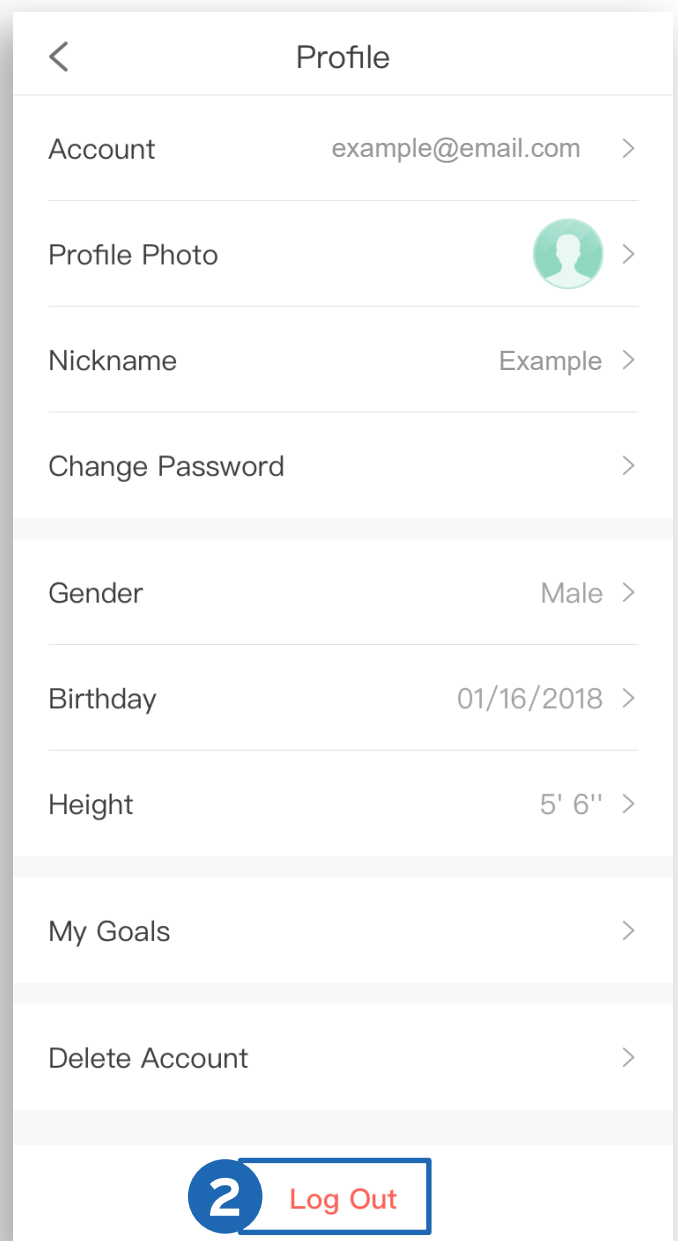 Profile
Account example@email.com
Profile Photo
Nickname Example
Change Password
Gender Male
Birthday 01/16/2018
Height 5' 6''
My Goals
Delete Account
2 Log Out